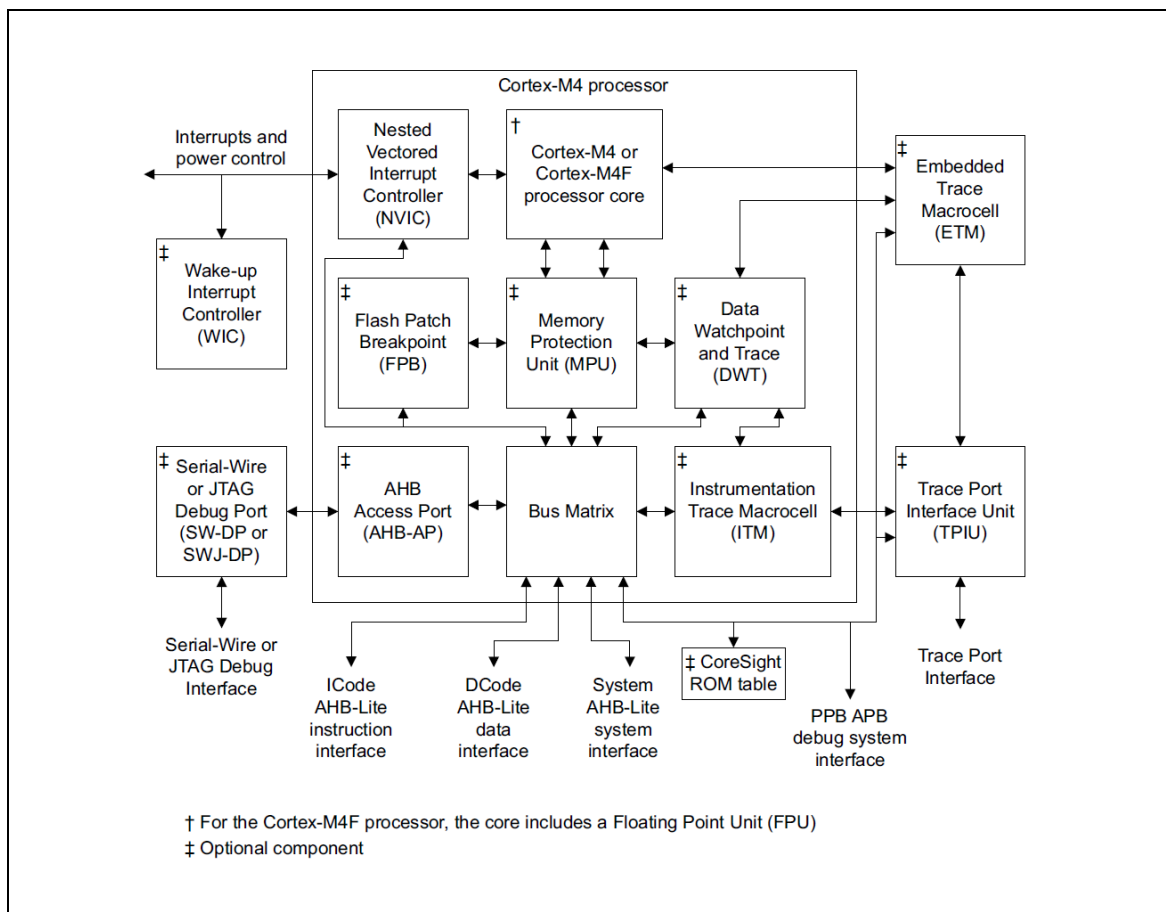 Cortex-M4 processor
Interrupts and
power control
Nested
Vectored
Interrupt
Controller
(NVIC)
†
Cortex-M4 or
Cortex-M4F
processor core
‡
Embedded
Trace
Macrocell
(ETM)
‡
Wake-up
Interrupt
Controller
(WIC)
‡
Flash Patch
Breakpoint
(FPB)
‡
Memory
Protection
Unit (MPU)
‡
Data
Watchpoint
and Trace
(DWT)
‡
Serial-Wire
or JTAG
Debug Port
(SW-DP or
SWJ-DP)
‡
AHB
Access Port
(AHB-AP)
Bus Matrix
‡
Instrumentation
Trace Macrocell
(ITM)
‡
Trace Port
Interface Unit
(TPIU)
Serial-Wire or
JTAG Debug
Interface
ICode
AHB-Lite
instruction
interface
DCode
AHB-Lite
data
interface
System
AHB-Lite
system
interface
‡ CoreSight
ROM table
PPB APB
debug system
interface
Trace Port
Interface
† For the Cortex-M4F processor, the core includes a Floating Point Unit (FPU)
‡ Optional component